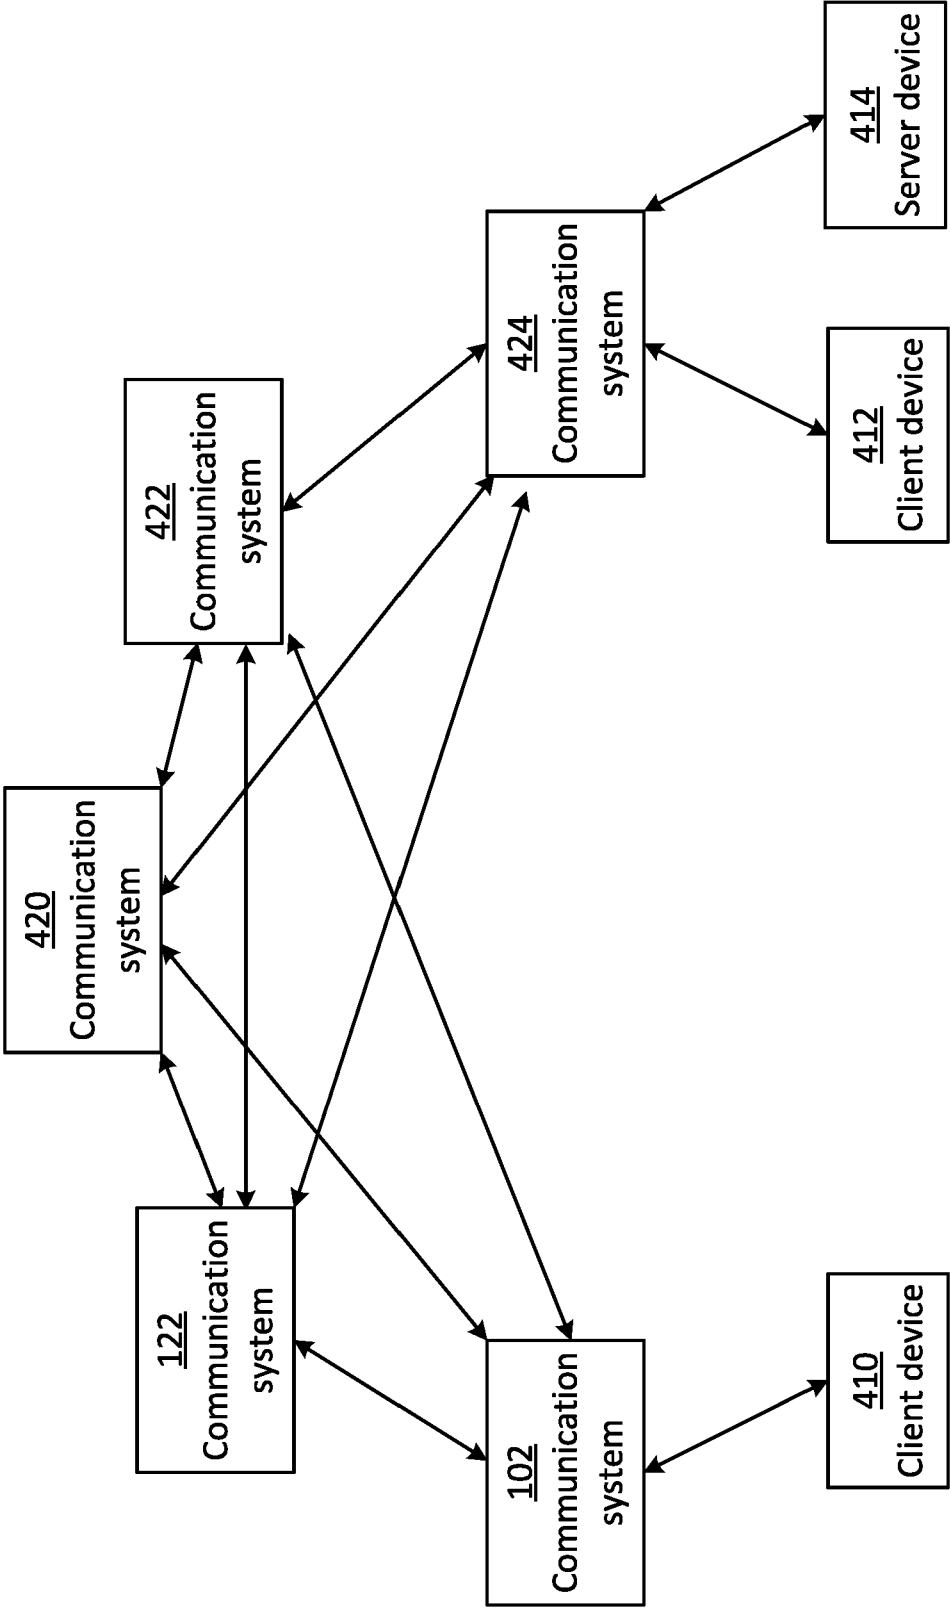 420
Communication
system
122
Communication
system
422
Communication
system
102
Communication
system
424
Communication
system
410
Client device
412
Client device
414
Server device